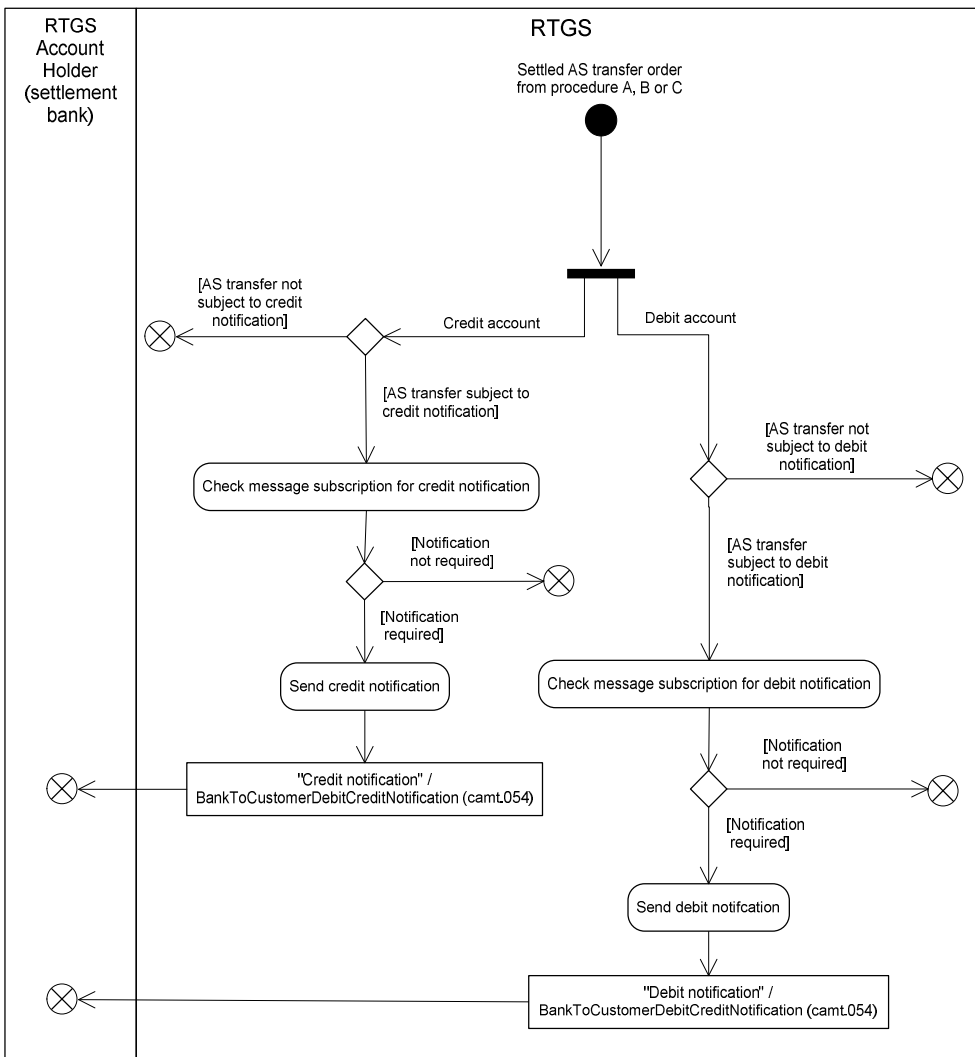 RTGS
Account
Holder
(settlement
bank)
RTGS
Settled AS transfer order
from procedure A, B or C
[AS transfer not
subject to credit
notification]
Credit account
Debit account
[AS transfer subject to
credit notification]
[AS transfer not
subject to debit
notification]
Check message subscription for credit notification
[Notification
not required]
[AS transfer
subject to debit
notification]
[Notification
required]
Send credit notification
Check message subscription for debit notification
"Credit notification" /
BankToCustomerDebitCreditNotification (camt.054)
[Notification
not required]
[Notification
required]
Send debit notifcation
"Debit notification" /
BankToCustomerDebitCreditNotification (camt.054)